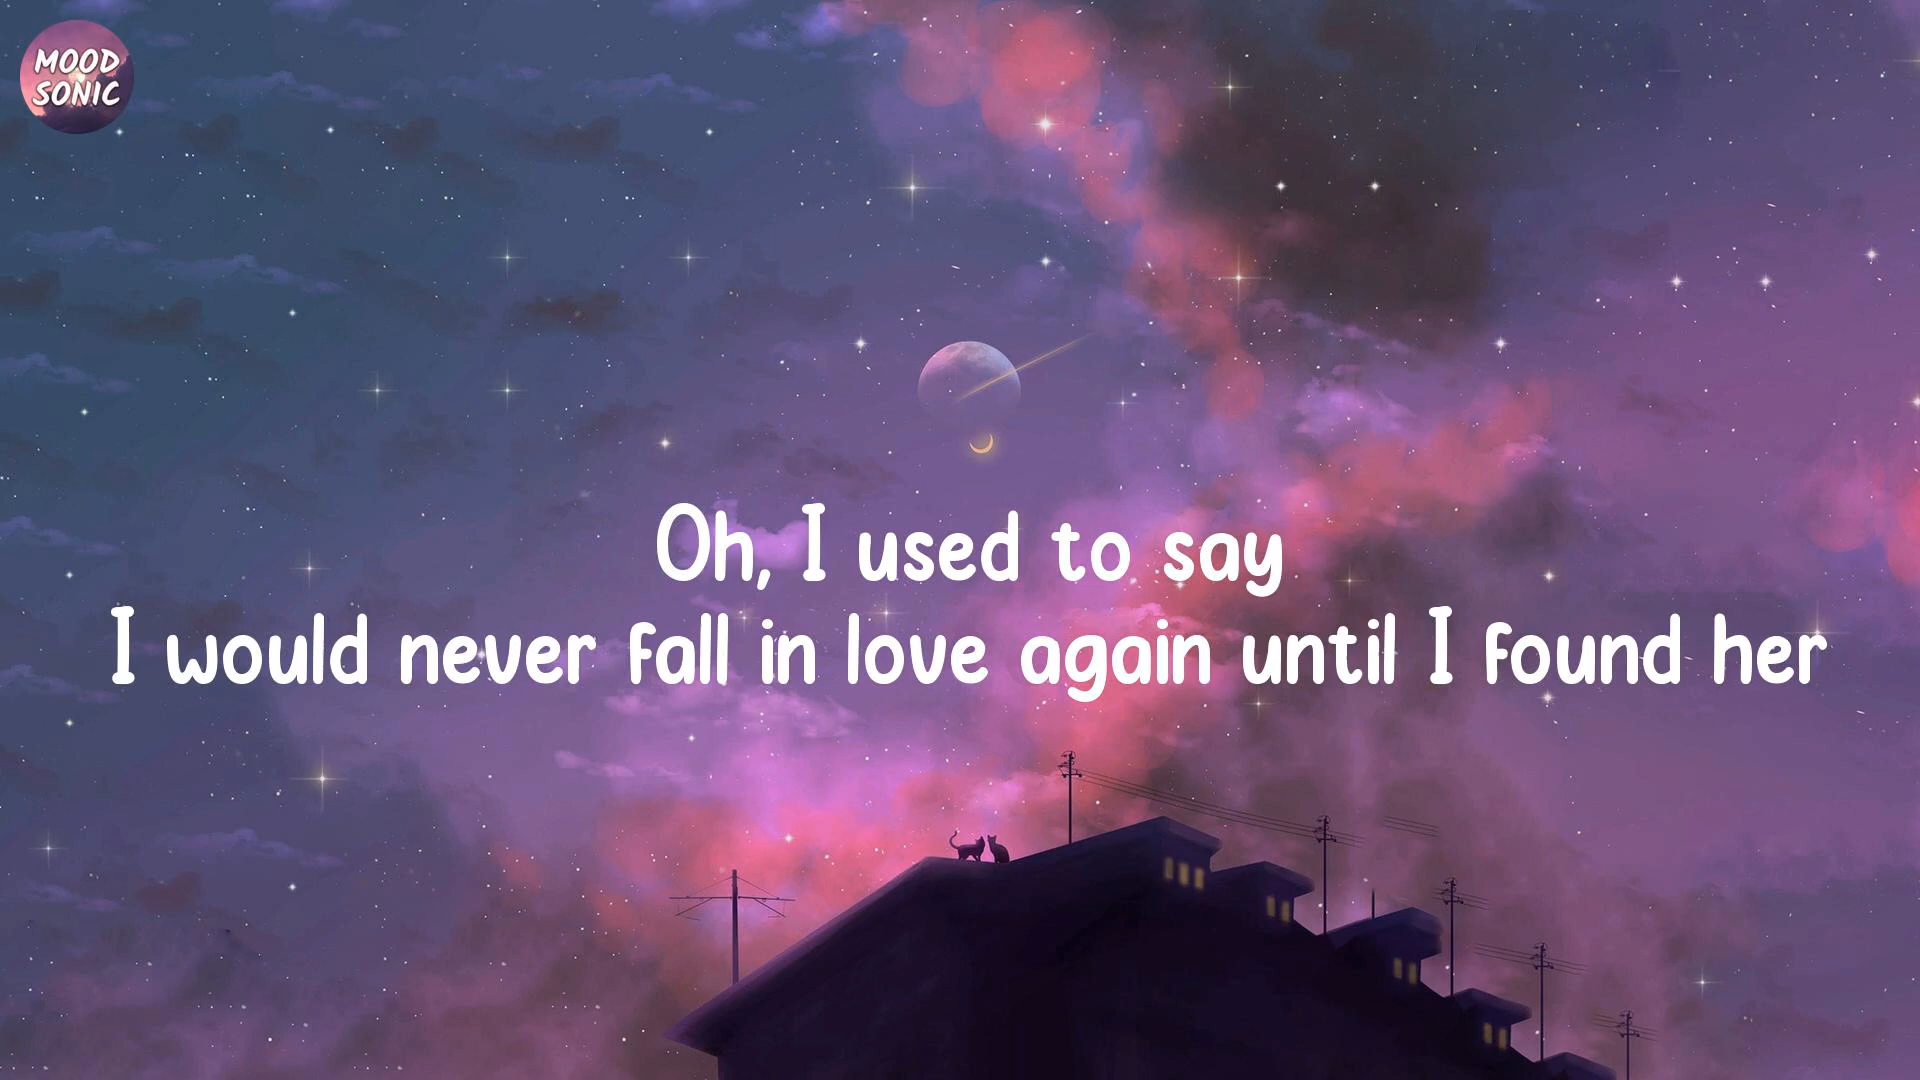 MOOD
SONIC
Oh, I used to say
I would never fall in love again until I found her